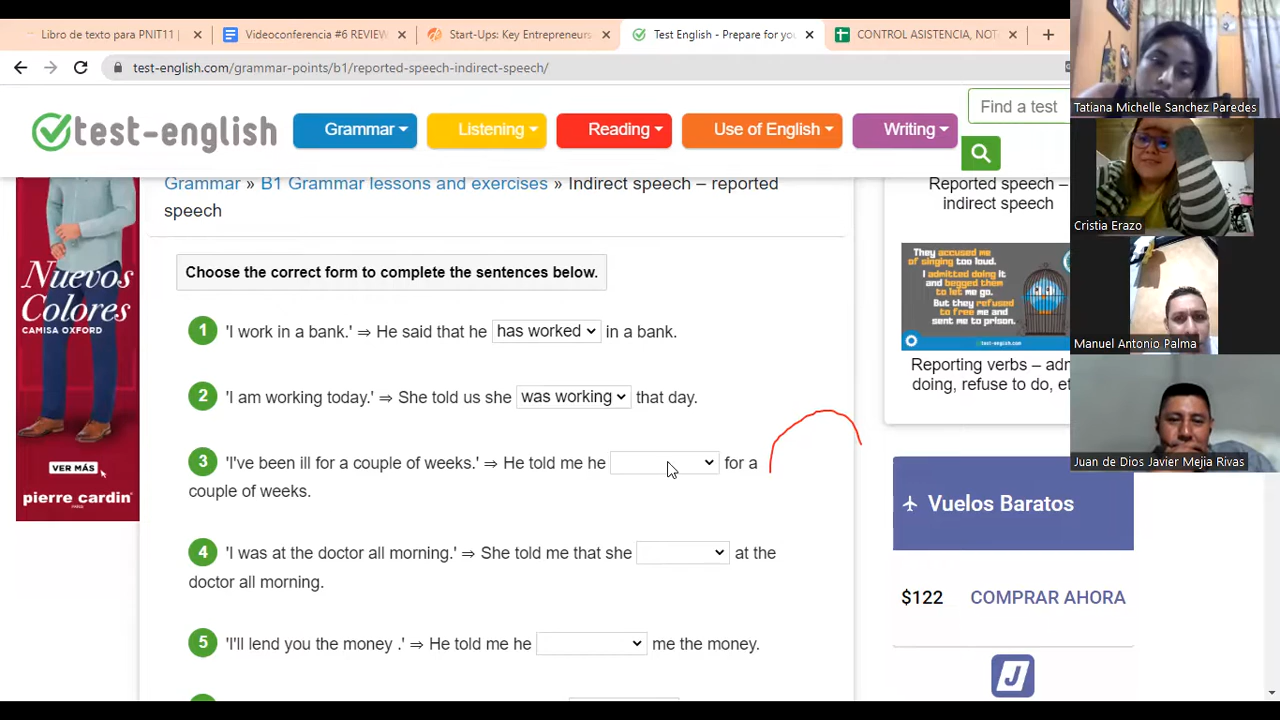 Libro de texto para PNIT11 |
Videoconferencia #6 REVIEW
Start-Ups: Key Entrepreneurs
Test English - Prepare for you
CONTROL ASISTENCIA, NOT
test-english.com/grammar-points/b1/reported-speech-indirect-speech/
test-english
Grammar
Listening
Reading
Use of English
Writing
Find a test
Grammar » B1 Grammar lessons and exercises » Indirect speech – reported
speech
Choose the correct form to complete the sentences below.
1 'I work in a bank.' ⇒ He said that he has worked in a bank.
2 'I am working today.' ⇒ She told us she was working that day.
3 'I've been ill for a couple of weeks.' ⇒ He told me he for a
couple of weeks.
4 'I was at the doctor all morning.' ⇒ She told me that she at the
doctor all morning.
5 'I'll lend you the money .' ⇒ He told me he me the money.
Nuevos
Colores
CAMISA OXFORD
VER MÁS
pierre cardin
PARIS
Reported speech –
indirect speech
They accused me
of singing too loud.
I admitted doing it
and begged them
to let me go.
But they refused
to free me and
sent me to prison.
test-english.com
Reporting verbs – adm
doing, refuse to do, et
Vuelos Baratos
$122
COMPRAR AHORA
J
Tatiana Michelle Sanchez Paredes
Cristia Erazo
Manuel Antonio Palma
Juan de Dios Javier Mejia Rivas